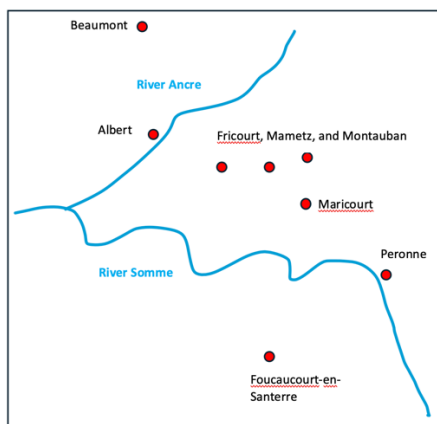 Beaumont
River Ancre
Albert
Fricourt, Mametz, and Montauban
Maricourt
Peronne
River Somme
Foucaucourt-en-
Santerre